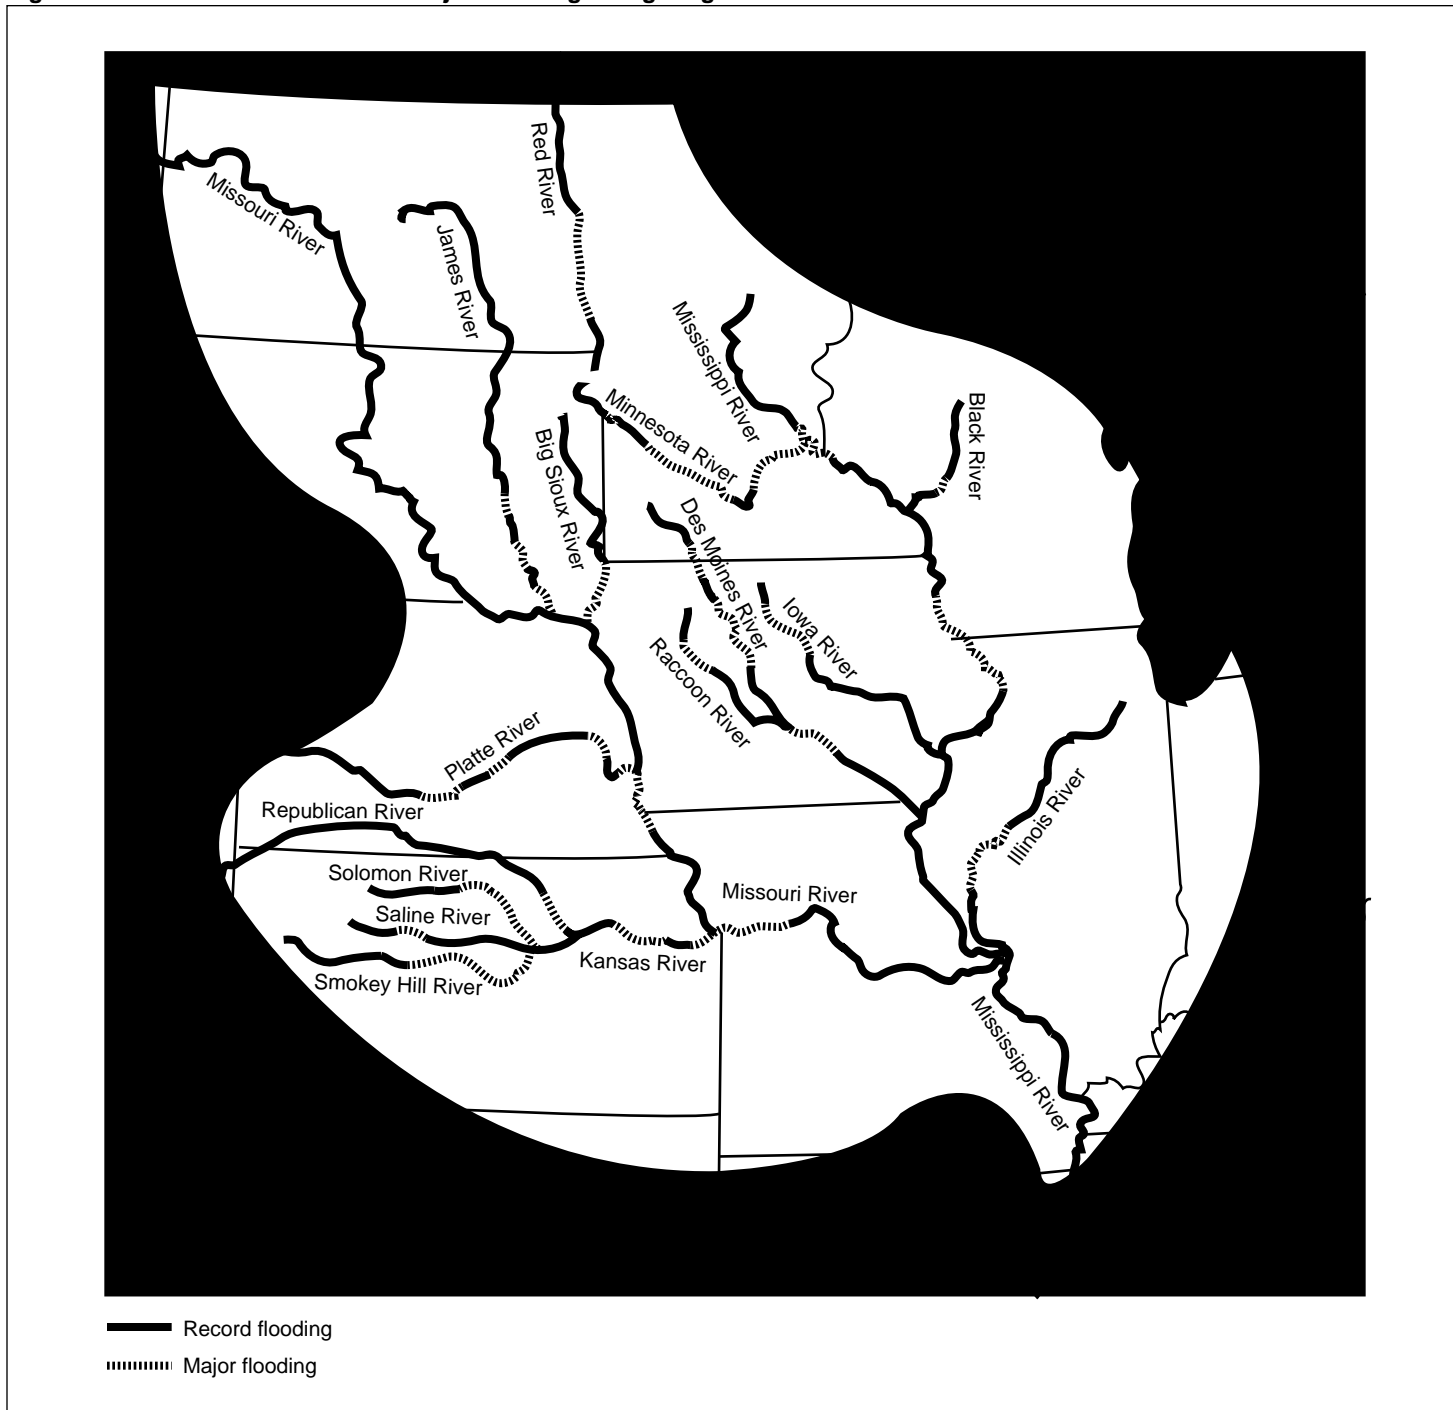 Red River
Missouri River
James River
Mississippi River
Minnesota River
Black River
Big Sioux River
Des Moines River
Iowa River
Raccoon River
Platte River
Republican River
Illinois River
Solomon River
Missouri River
Saline River
Kansas River
Smokey Hill River
Mississippi River
Record flooding
Major flooding